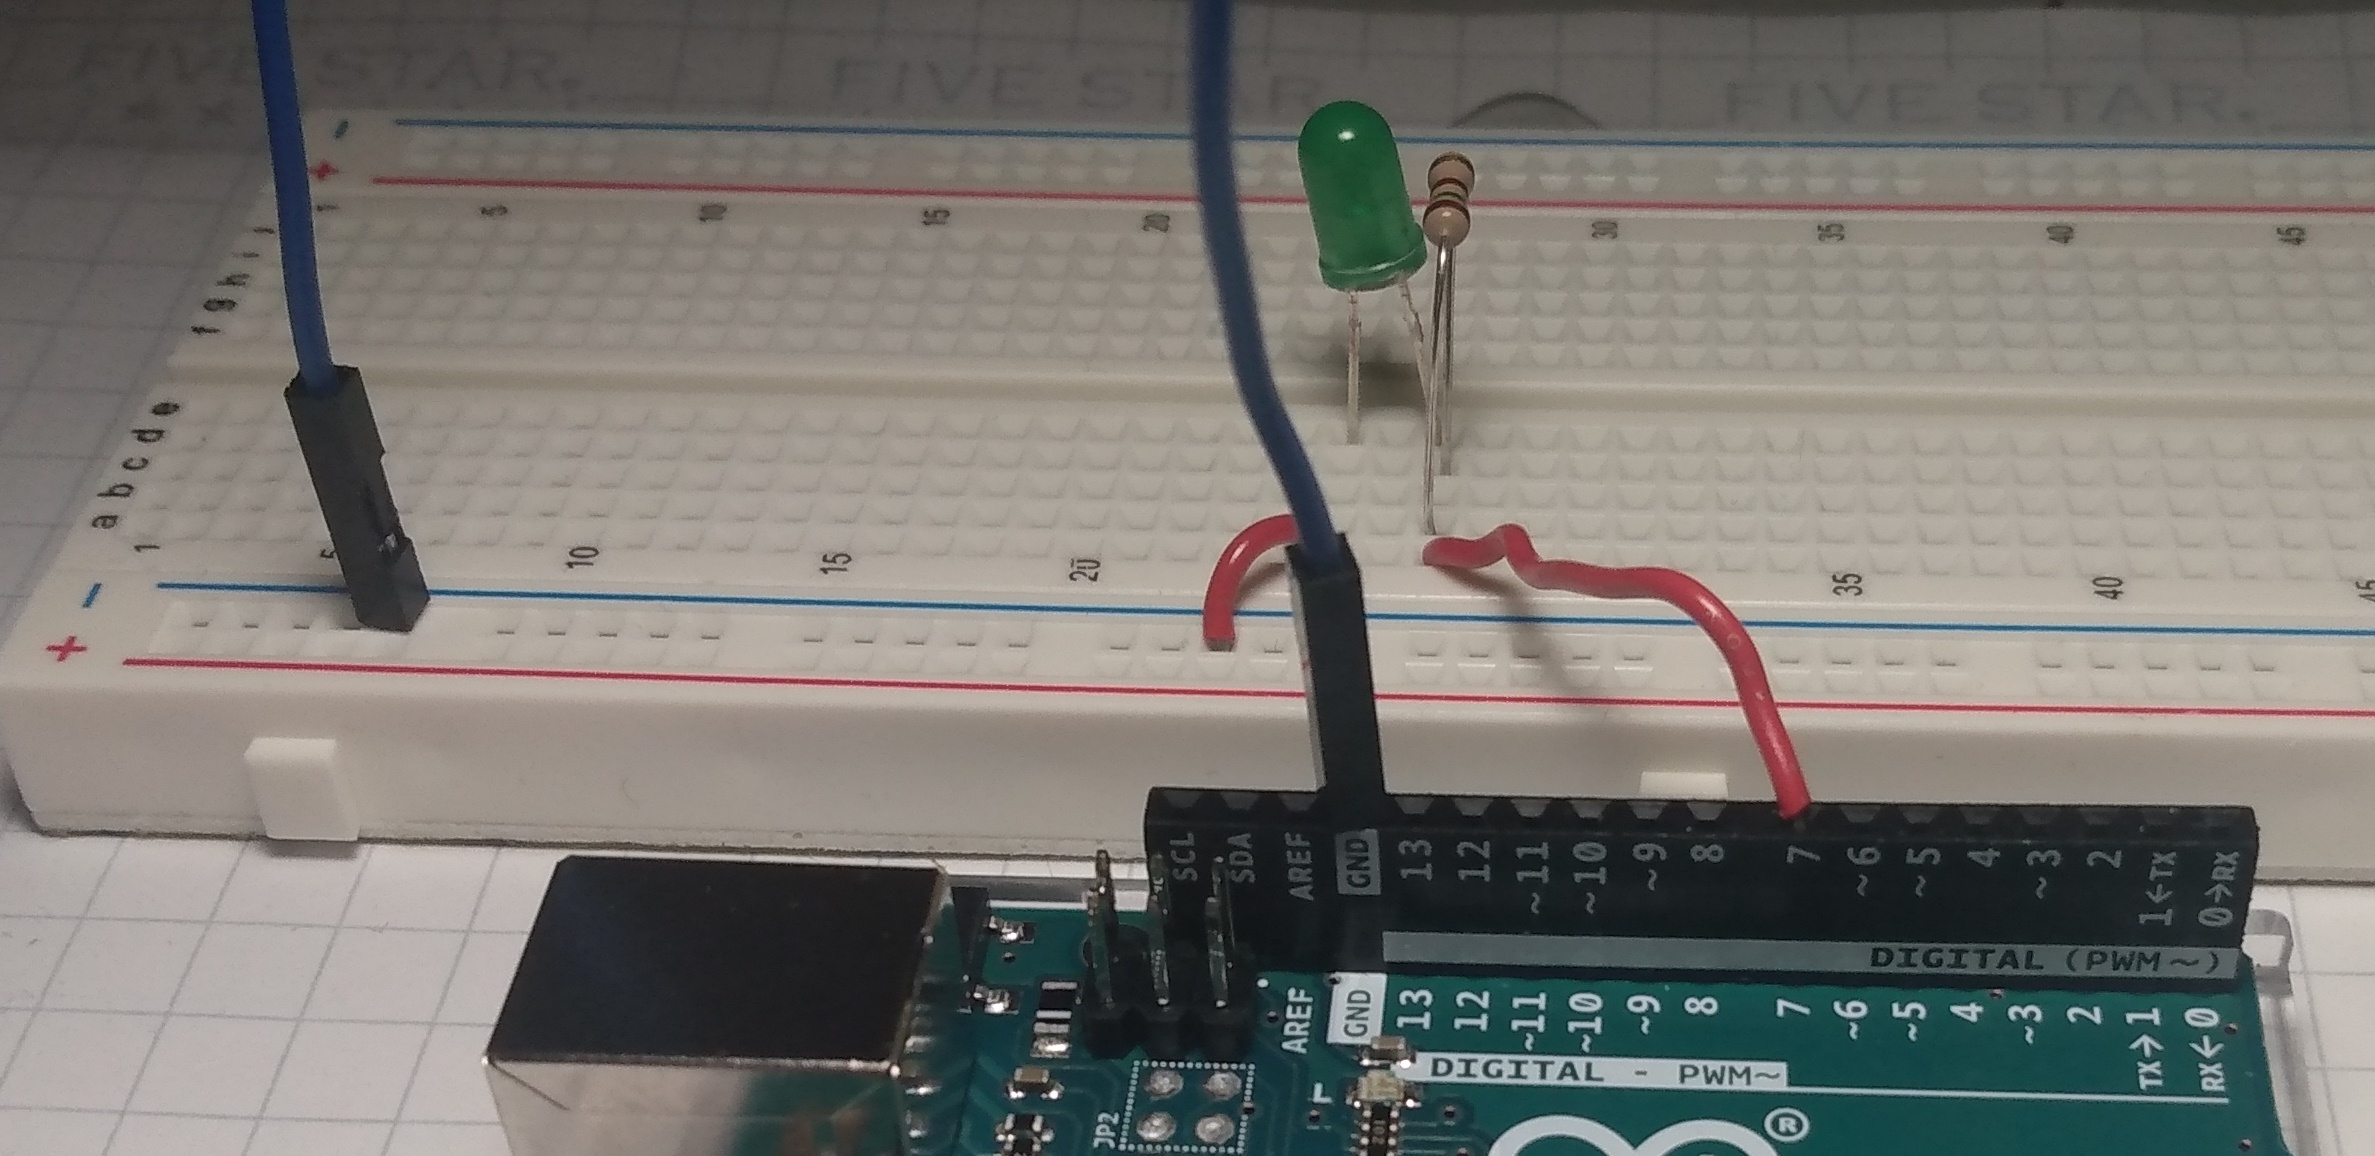 FIVE STAR. FIVE STAR FIVE STAR.
-
+
1 5 10 15 20 30 35 40 45
j
i
h
g
f
e
d
c
b
a
1 5 10 15 20 35 40 45
-
+
SCL SDA AREF GND 13 12 ~11 ~10 ~9 8 7 ~6 ~5 4 ~3 2 1←TX 0→RX
DIGITAL (PWM~)
AREF GND 13 12 ~11 ~10 ~9 8 7 ~6 ~5 4 ~3 2 TX→1 RX←0
DIGITAL - PWM~
L
JP2
®